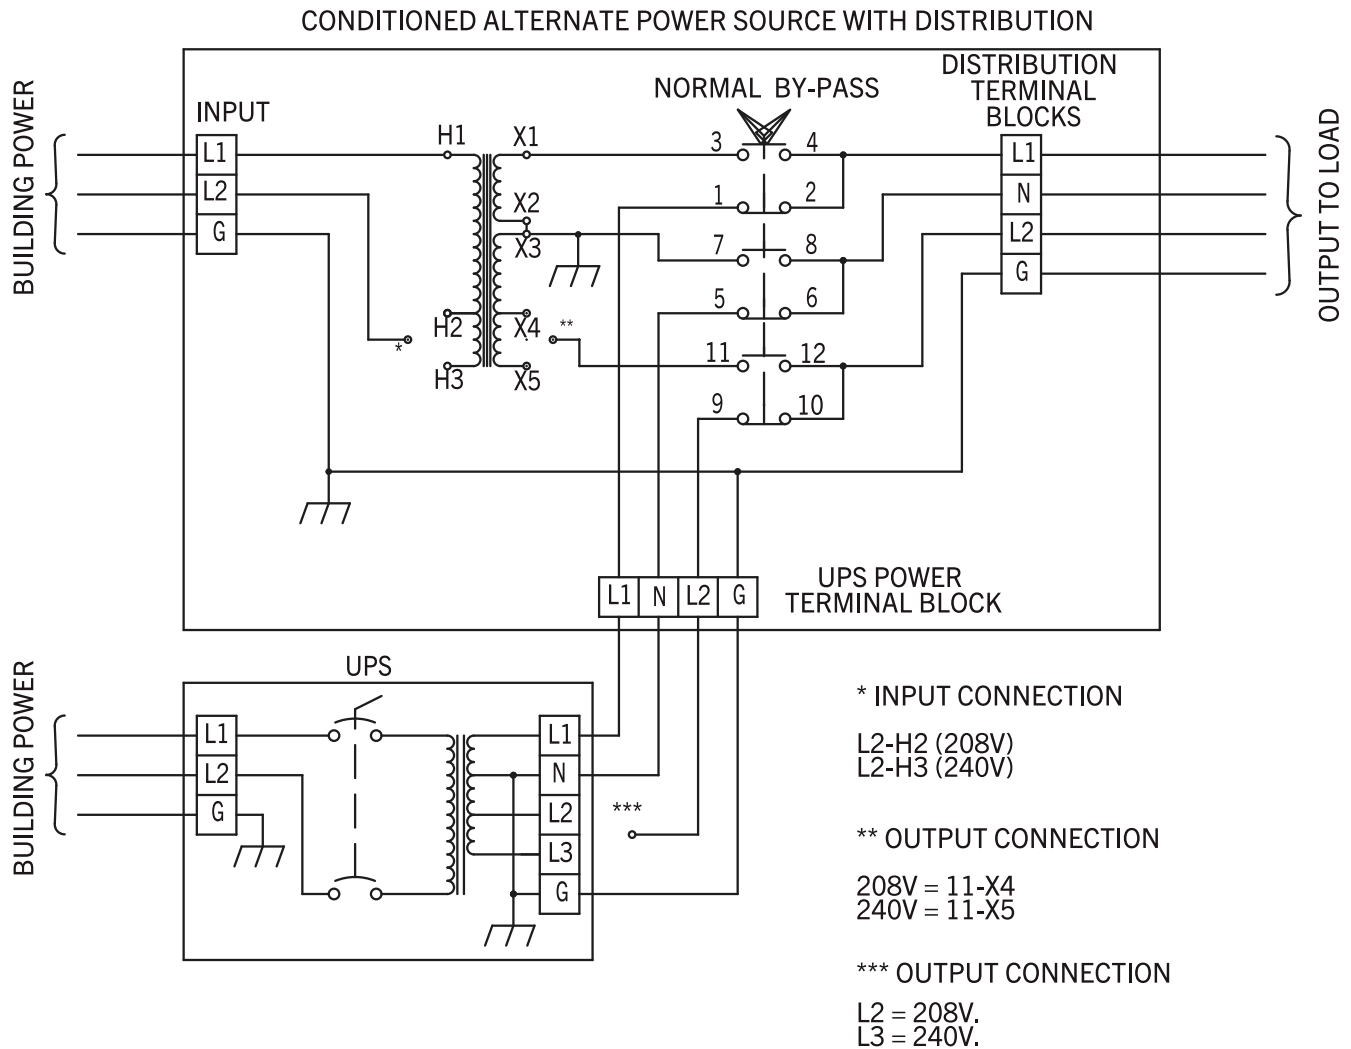 CONDITIONED ALTERNATE POWER SOURCE WITH DISTRIBUTION
BUILDING POWER
INPUT
L1
L2
G
H1
H2
H3
*
X1
X2
X3
X4
X5
**
NORMAL BY-PASS
3 4
1 2
7 8
5 6
11 12
9 10
DISTRIBUTION
TERMINAL
BLOCKS
L1
N
L2
G
OUTPUT TO LOAD
L1 N L2 G
UPS POWER
TERMINAL BLOCK
BUILDING POWER
UPS
L1
L2
G
L1
N
L2
L3
G
***
* INPUT CONNECTION
L2-H2 (208V)
L2-H3 (240V)
** OUTPUT CONNECTION
208V = 11-X4
240V = 11-X5
*** OUTPUT CONNECTION
L2 = 208V.
L3 = 240V.